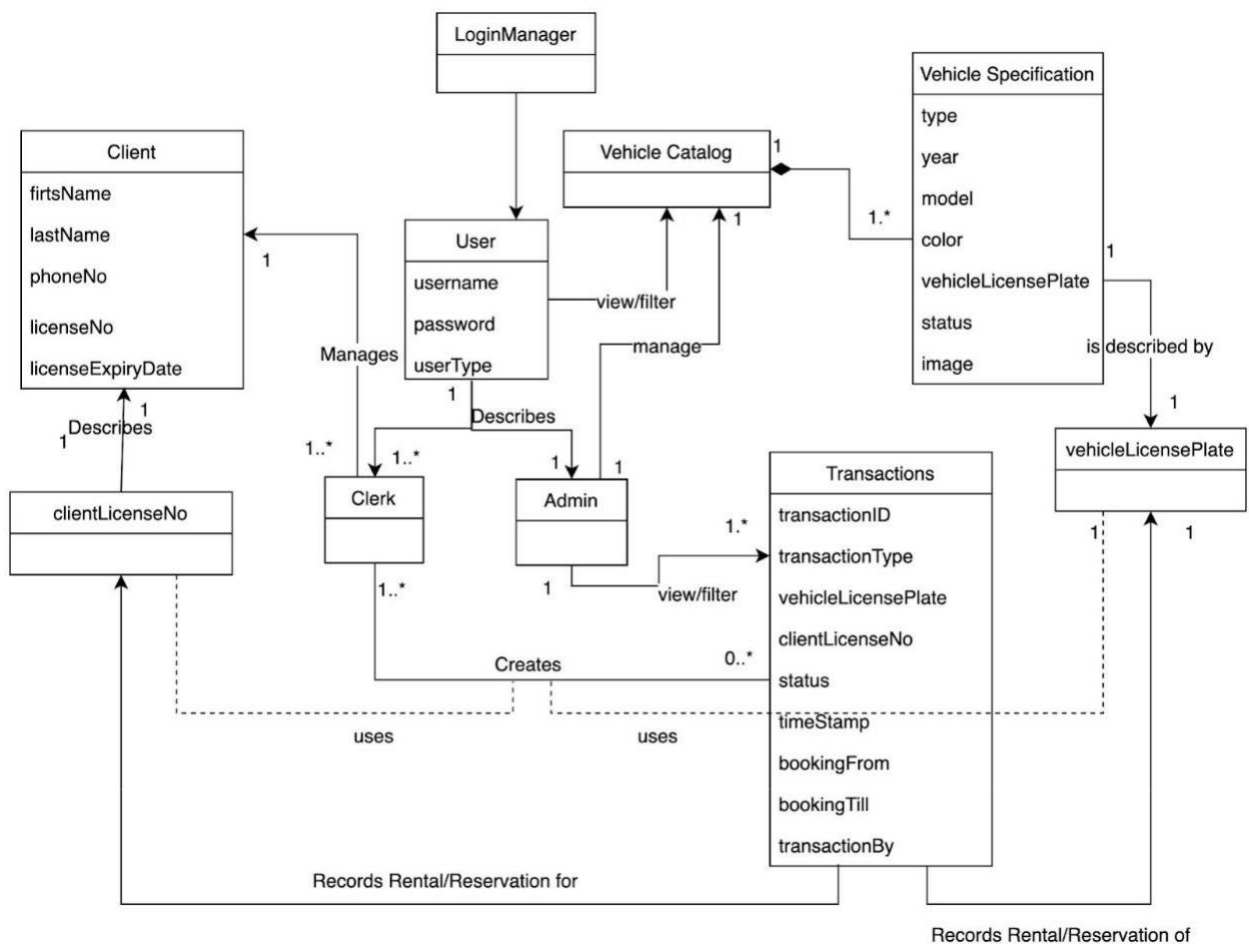 LoginManager
Vehicle Specification
type
year
model
color
vehicleLicensePlate
status
image
Client
firtsName
lastName
phoneNo
licenseNo
licenseExpiryDate
Vehicle Catalog
1
1.*
1
User
username
password
userType
view/filter
1
manage
1
Manages
1
Describes
1..*
1..*
1
1
is described by
1
1
Describes
1
vehicleLicensePlate
Clerk
Admin
Transactions
transactionID
transactionType
vehicleLicensePlate
clientLicenseNo
status
timeStamp
bookingFrom
bookingTill
transactionBy
clientLicenseNo
1.*
1
view/filter
1..*
1
1
Creates
0..*
uses
uses
Records Rental/Reservation for
Records Rental/Reservation of